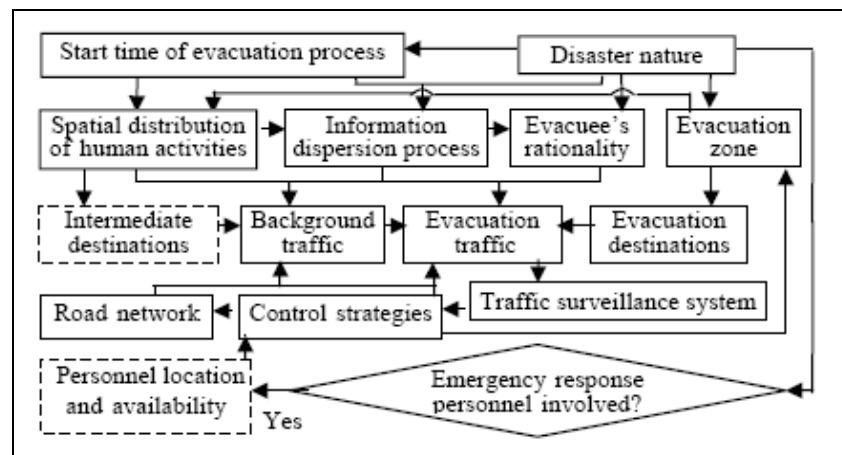 Start time of evacuation process
Disaster nature
Spatial distribution
of human activities
Information
dispersion process
Evacuee's
rationality
Evacuation
zone
Intermediate
destinations
Background
traffic
Evacuation
traffic
Evacuation
destinations
Road network
Control strategies
Traffic surveillance system
Personnel location
and availability
Yes
Emergency response
personnel involved?